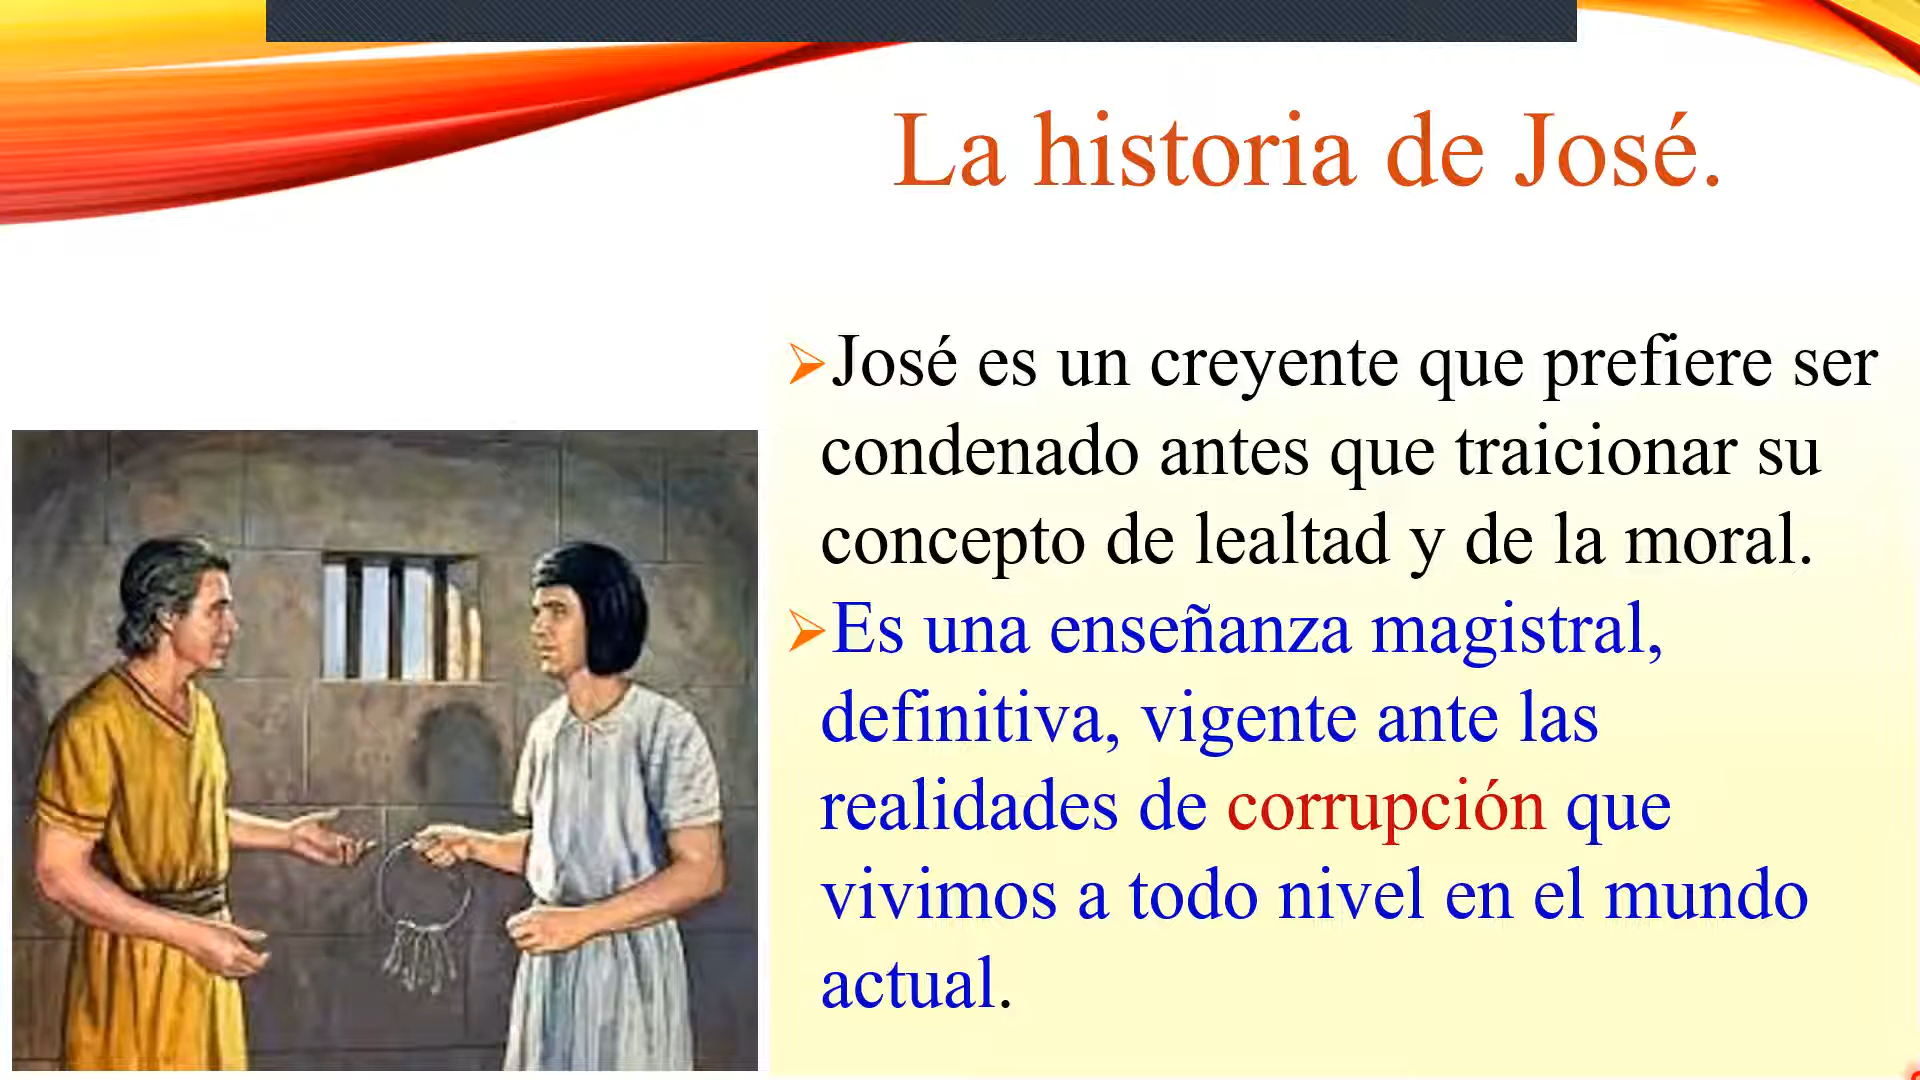 La historia de José.
➢José es un creyente que prefiere ser
condenado antes que traicionar su
concepto de lealtad y de la moral.
➢Es una enseñanza magistral,
definitiva, vigente ante las
realidades de corrupción que
vivimos a todo nivel en el mundo
actual.